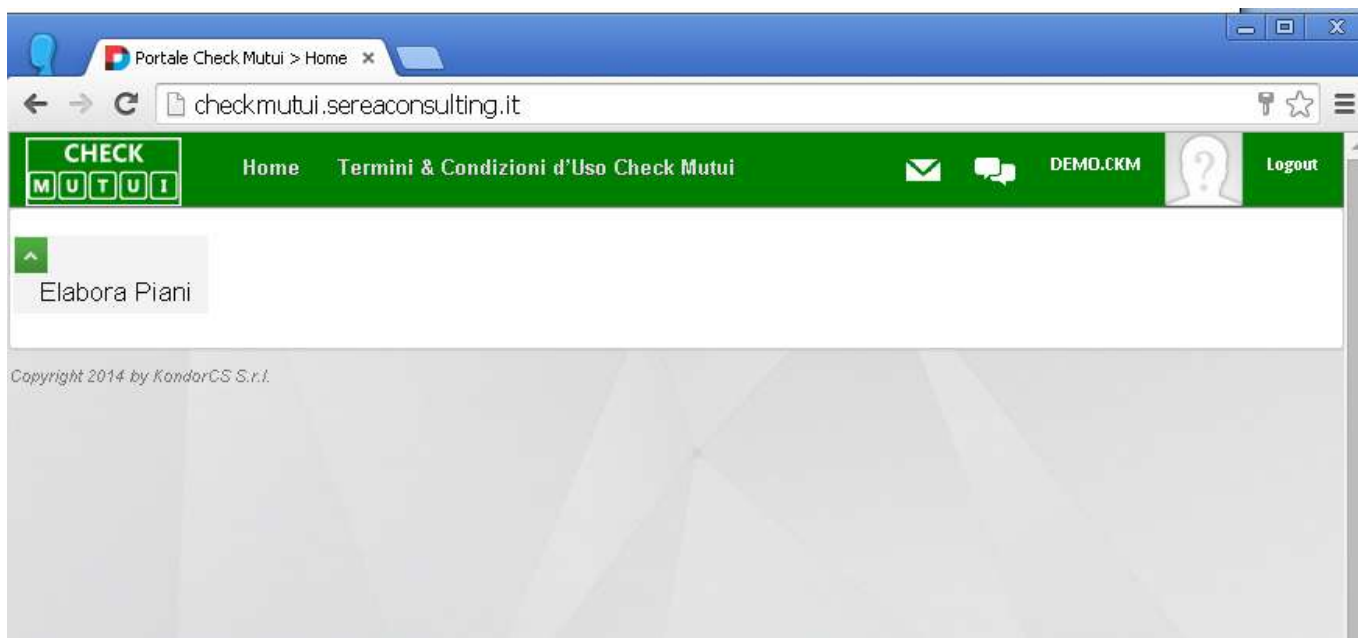 Portale Check Mutui > Home
checkmutui.sereaconsulting.it
CHECK
MUTUI
Home Termini & Condizioni d'Uso Check Mutui DEMO.CKM Logout
Elabora Piani
Copyright 2014 by KondorCS S.r.l.